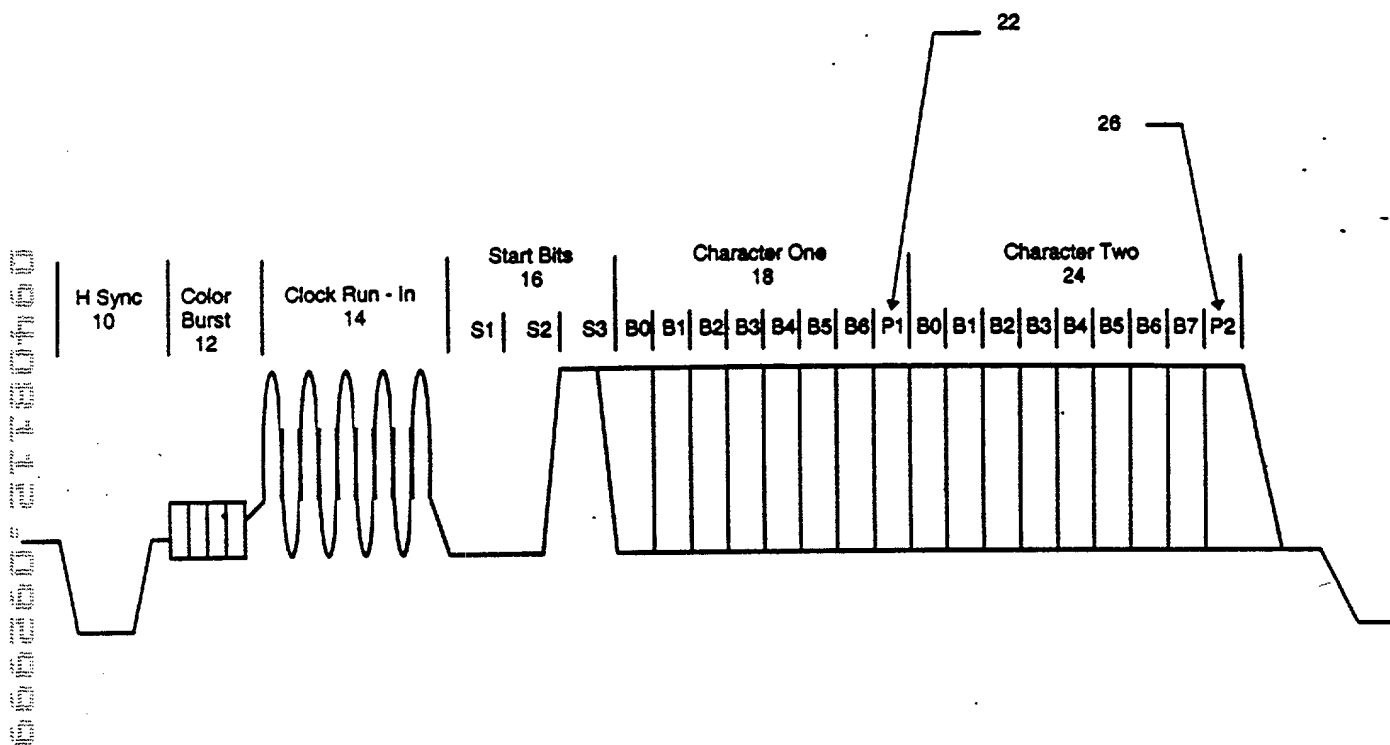 22
26
Start Bits
16
Character One
18
Character Two
24
H Sync
10
Color
Burst
12
Clock Run - In
14
S1 S2 S3 B0 B1 B2 B3 B4 B5 B6 P1 B0 B1 B2 B3 B4 B5 B6 B7 P2